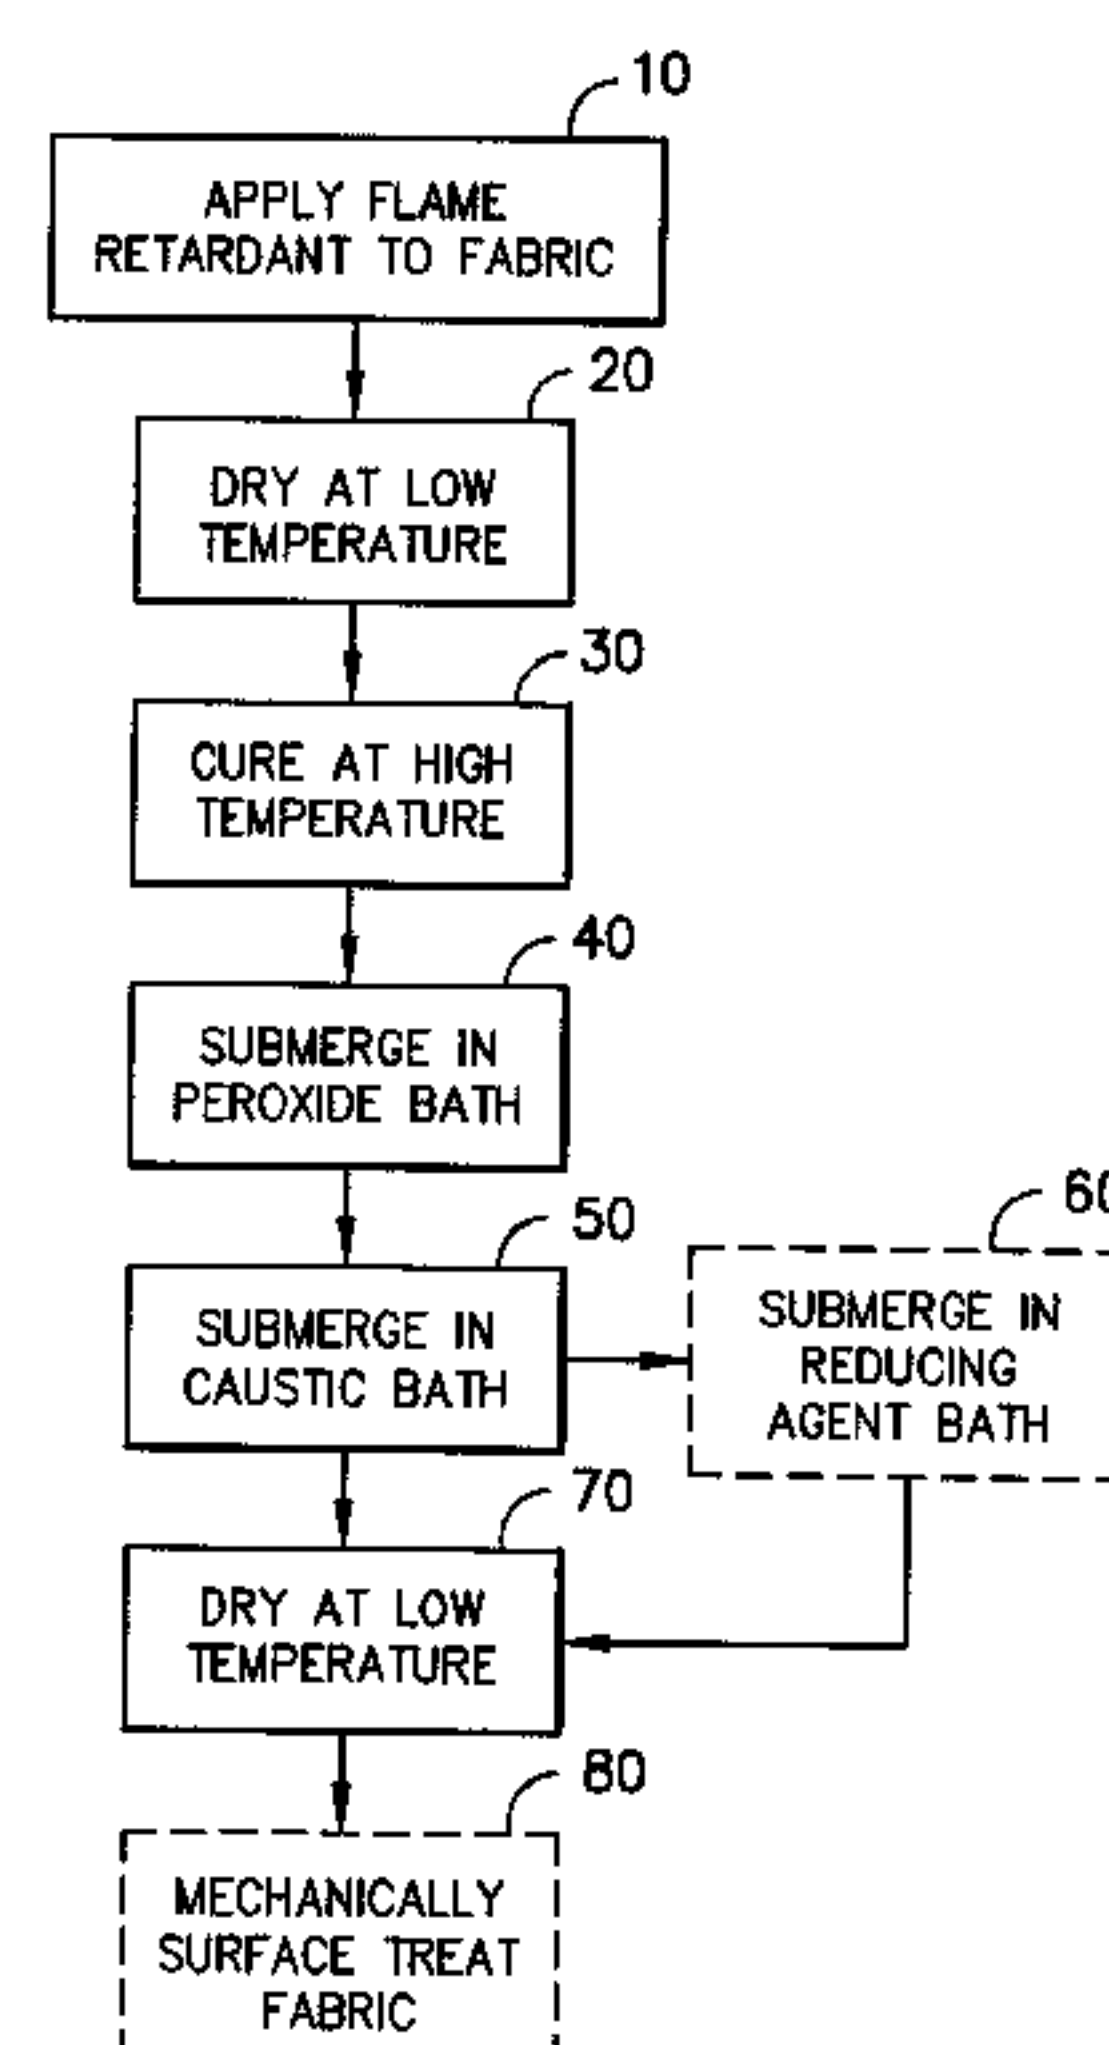 10
APPLY FLAME
RETARDANT TO FABRIC
20
DRY AT LOW
TEMPERATURE
30
CURE AT HIGH
TEMPERATURE
40
SUBMERGE IN
PEROXIDE BATH
50
SUBMERGE IN
CAUSTIC BATH
60
SUBMERGE IN
REDUCING
AGENT BATH
70
DRY AT LOW
TEMPERATURE
80
MECHANICALLY
SURFACE TREAT
FABRIC